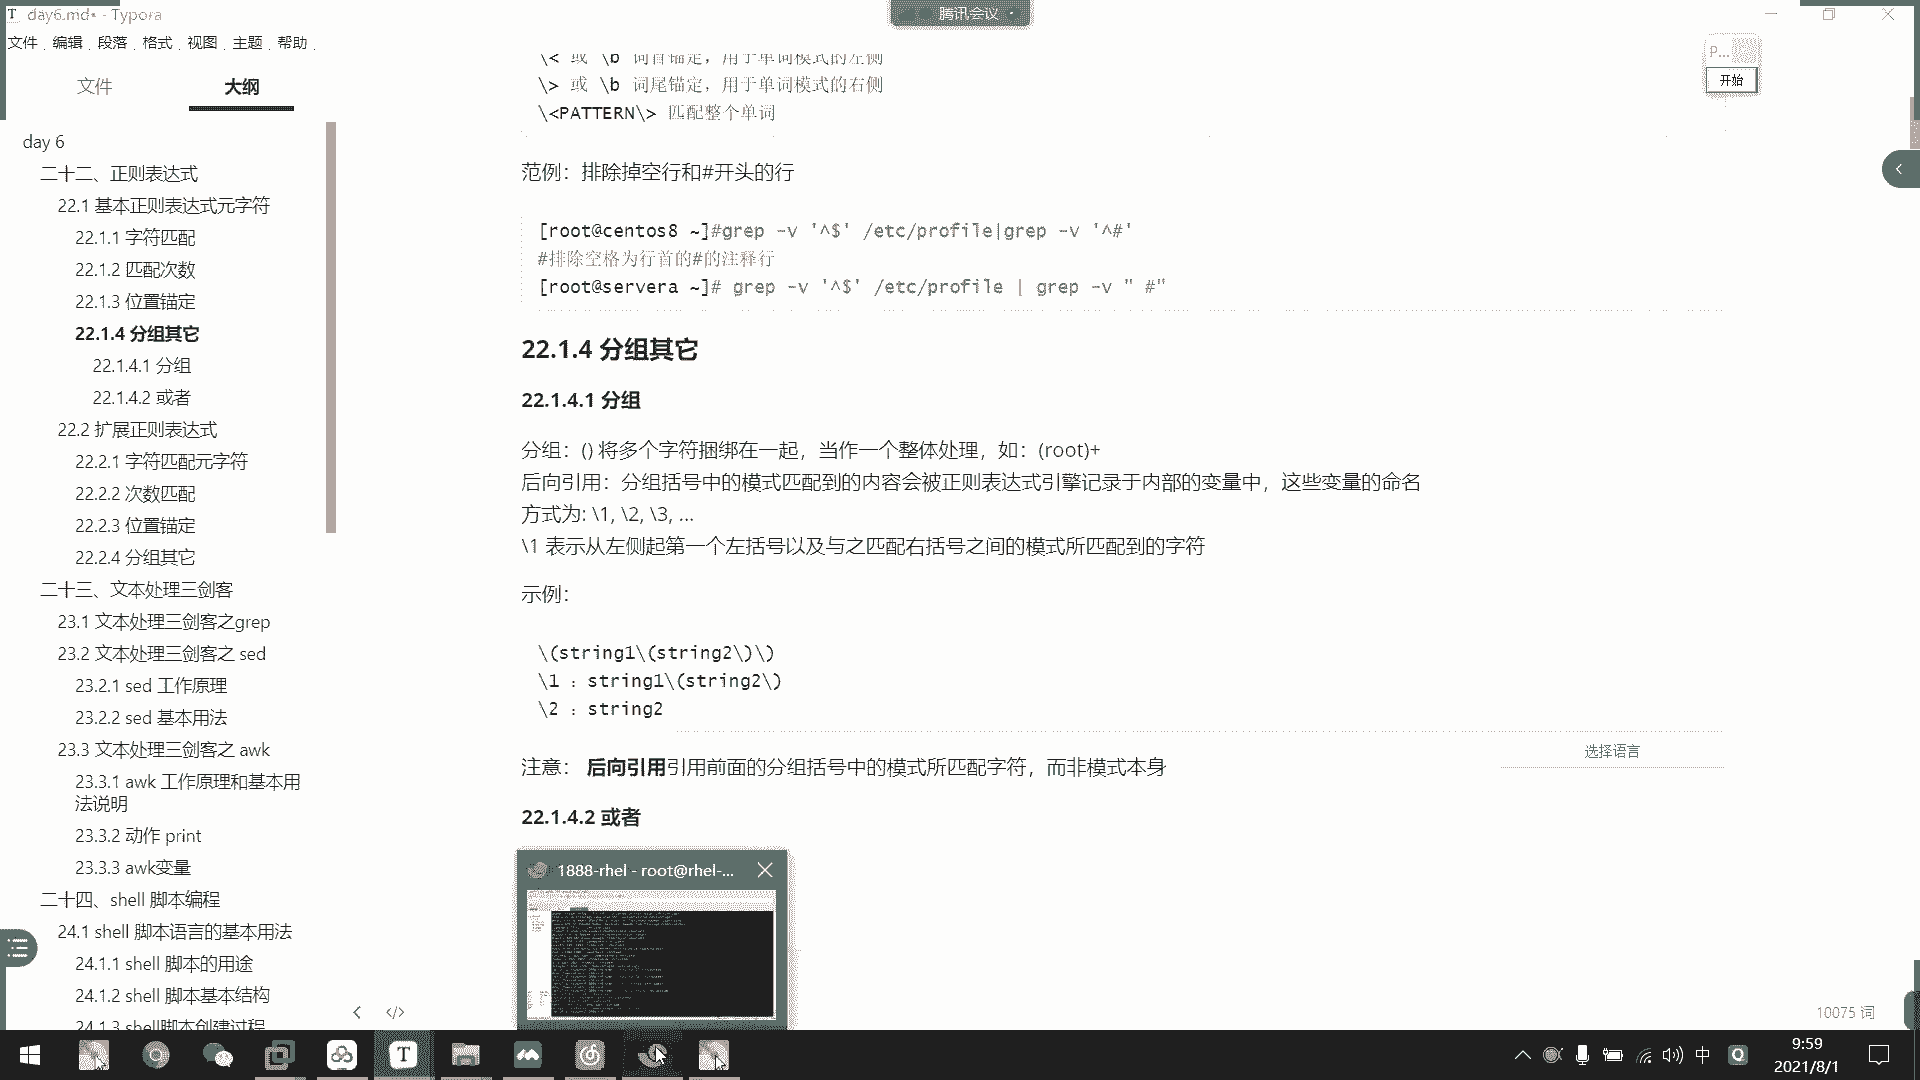 day6.md• - Typora
腾讯会议
文件 编辑 段落 格式 视图 主题 帮助
P...
开始
文件
大纲
day 6
二十二、正则表达式
22.1 基本正则表达式元字符
22.1.1 字符匹配
22.1.2 匹配次数
22.1.3 位置锚定
22.1.4 分组其它
22.1.4.1 分组
22.1.4.2 或者
22.2 扩展正则表达式
22.2.1 字符匹配元字符
22.2.2 次数匹配
22.2.3 位置锚定
22.2.4 分组其它
二十三、文本处理三剑客
23.1 文本处理三剑客之grep
23.2 文本处理三剑客之 sed
23.2.1 sed 工作原理
23.2.2 sed 基本用法
23.3 文本处理三剑客之 awk
23.3.1 awk 工作原理和基本用
法说明
23.3.2 动作 print
23.3.3 awk变量
二十四、shell 脚本编程
24.1 shell 脚本语言的基本用法
24.1.1 shell 脚本的用途
24.1.2 shell 脚本基本结构
24.1.3 shell脚本创建过程
\< 或 \b 词首锚定，用于单词模式的左侧
\> 或 \b 词尾锚定，用于单词模式的右侧
\<PATTERN\> 匹配整个单词
范例：排除掉空行和#开头的行
[root@centos8 ~]#grep -v '^$' /etc/profile|grep -v '^#'
#排除空格为行首的#的注释行
[root@servera ~]# grep -v '^$' /etc/profile | grep -v " #"
22.1.4 分组其它
22.1.4.1 分组
分组：() 将多个字符捆绑在一起，当作一个整体处理，如：(root)+
后向引用：分组括号中的模式匹配到的内容会被正则表达式引擎记录于内部的变量中，这些变量的命名
方式为: \1, \2, \3, ...
\1 表示从左侧起第一个左括号以及与之匹配右括号之间的模式所匹配到的字符
示例：
\(string1\(string2\)\)
\1 ：string1\(string2\)
\2 ：string2
选择语言
注意： 后向引用引用前面的分组括号中的模式所匹配字符，而非模式本身
22.1.4.2 或者
1888-rhel - root@rhel-...
10075 词
中
9:59
2021/8/1